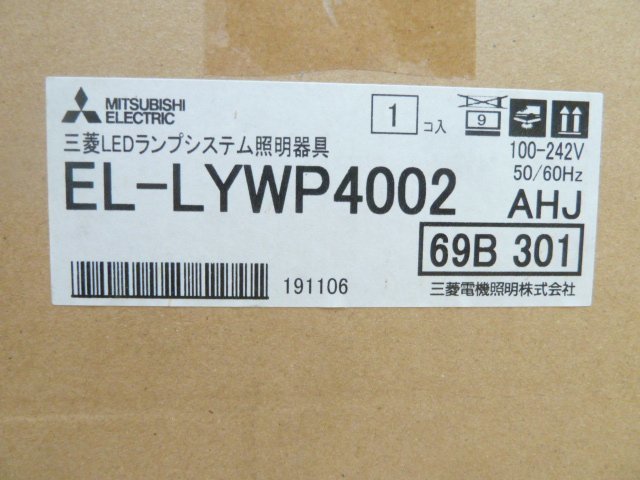 MITSUBISHI
ELECTRIC
1 コ入
9
三菱LEDランプシステム照明器具
100-242V
50/60Hz
EL-LYWP4002 AHJ
69B 301
191106
三菱電機照明株式会社